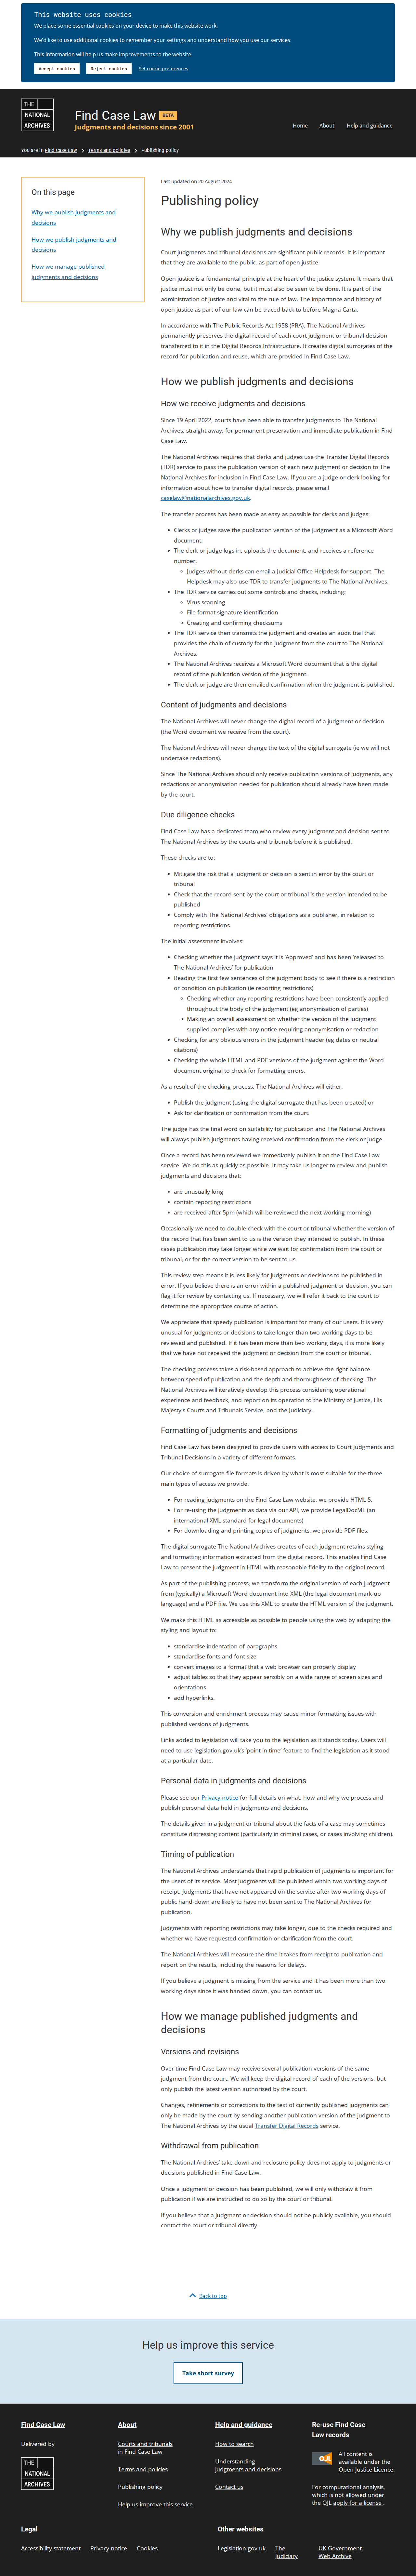 This website uses cookies
We place some essential cookies on your device to make this website work.
We'd like to use additional cookies to remember your settings and understand how you use our services.
This information will help us make improvements to the website.
Accept cookies Reject cookies Set cookie preferences
THE NATIONAL ARCHIVES
Find Case Law BETA
Judgments and decisions since 2001
Home About Help and guidance
You are in Find Case Law > Terms and policies > Publishing policy
On this page
Why we publish judgments and
decisions
How we publish judgments and
decisions
How we manage published
judgments and decisions
Last updated on 20 August 2024
Publishing policy
Why we publish judgments and decisions
Court judgments and tribunal decisions are significant public records. It is important
that they are available to the public, as part of open justice.
Open justice is a fundamental principle at the heart of the justice system. It means that
justice must not only be done, but it must also be seen to be done. It is part of the
administration of justice and vital to the rule of law. The importance and history of
open justice as part of our law can be traced back to before Magna Carta.
In accordance with The Public Records Act 1958 (PRA), The National Archives
permanently preserves the digital record of each court judgment or tribunal decision
transferred to it in the Digital Records Infrastructure. It creates digital surrogates of the
record for publication and reuse, which are provided in Find Case Law.
How we publish judgments and decisions
How we receive judgments and decisions
Since 19 April 2022, courts have been able to transfer judgments to The National
Archives, straight away, for permanent preservation and immediate publication in Find
Case Law.
The National Archives requires that clerks and judges use the Transfer Digital Records
(TDR) service to pass the publication version of each new judgment or decision to The
National Archives for inclusion in Find Case Law. If you are a judge or clerk looking for
information about how to transfer digital records, please email
caselaw@nationalarchives.gov.uk.
The transfer process has been made as easy as possible for clerks and judges:
• Clerks or judges save the publication version of the judgment as a Microsoft Word
document.
• The clerk or judge logs in, uploads the document, and receives a reference
number.
◦ Judges without clerks can email a Judicial Office Helpdesk for support. The
Helpdesk may also use TDR to transfer judgments to The National Archives.
• The TDR service carries out some controls and checks, including:
◦ Virus scanning
◦ File format signature identification
◦ Creating and confirming checksums
• The TDR service then transmits the judgment and creates an audit trail that
provides the chain of custody for the judgment from the court to The National
Archives.
• The National Archives receives a Microsoft Word document that is the digital
record of the publication version of the judgment.
• The clerk or judge are then emailed confirmation when the judgment is published.
Content of judgments and decisions
The National Archives will never change the digital record of a judgment or decision
(the Word document we receive from the court).
The National Archives will never change the text of the digital surrogate (ie we will not
undertake redactions).
Since The National Archives should only receive publication versions of judgments, any
redactions or anonymisation needed for publication should already have been made
by the court.
Due diligence checks
Find Case Law has a dedicated team who review every judgment and decision sent to
The National Archives by the courts and tribunals before it is published.
These checks are to:
• Mitigate the risk that a judgment or decision is sent in error by the court or
tribunal
• Check that the record sent by the court or tribunal is the version intended to be
published
• Comply with The National Archives' obligations as a publisher, in relation to
reporting restrictions.
The initial assessment involves:
• Checking whether the judgment says it is 'Approved' and has been 'released to
The National Archives' for publication
• Reading the first few sentences of the judgment body to see if there is a restriction
or condition on publication (ie reporting restrictions)
◦ Checking whether any reporting restrictions have been consistently applied
throughout the body of the judgment (eg anonymisation of parties)
◦ Making an overall assessment on whether the version of the judgment
supplied complies with any notice requiring anonymisation or redaction
• Checking for any obvious errors in the judgment header (eg dates or neutral
citations)
• Checking the whole HTML and PDF versions of the judgment against the Word
document original to check for formatting errors.
As a result of the checking process, The National Archives will either:
• Publish the judgment (using the digital surrogate that has been created) or
• Ask for clarification or confirmation from the court.
The judge has the final word on suitability for publication and The National Archives
will always publish judgments having received confirmation from the clerk or judge.
Once a record has been reviewed we immediately publish it on the Find Case Law
service. We do this as quickly as possible. It may take us longer to review and publish
judgments and decisions that:
• are unusually long
• contain reporting restrictions
• are received after 5pm (which will be reviewed the next working morning)
Occasionally we need to double check with the court or tribunal whether the version of
the record that has been sent to us is the version they intended to publish. In these
cases publication may take longer while we wait for confirmation from the court or
tribunal, or for the correct version to be sent to us.
This review step means it is less likely for judgments or decisions to be published in
error. If you believe there is an error within a published judgment or decision, you can
flag it for review by contacting us. If necessary, we will refer it back to the court to
determine the appropriate course of action.
We appreciate that speedy publication is important for many of our users. It is very
unusual for judgments or decisions to take longer than two working days to be
reviewed and published. If it has been more than two working days, it is more likely
that we have not received the judgment or decision from the court or tribunal.
The checking process takes a risk-based approach to achieve the right balance
between speed of publication and the depth and thoroughness of checking. The
National Archives will iteratively develop this process considering operational
experience and feedback, and report on its operation to the Ministry of Justice, His
Majesty's Courts and Tribunals Service, and the Judiciary.
Formatting of judgments and decisions
Find Case Law has been designed to provide users with access to Court Judgments and
Tribunal Decisions in a variety of different formats.
Our choice of surrogate file formats is driven by what is most suitable for the three
main types of access we provide.
• For reading judgments on the Find Case Law website, we provide HTML 5.
• For re-using the judgments as data via our API, we provide LegalDocML (an
international XML standard for legal documents)
• For downloading and printing copies of judgments, we provide PDF files.
The digital surrogate The National Archives creates of each judgment retains styling
and formatting information extracted from the digital record. This enables Find Case
Law to present the judgment in HTML with reasonable fidelity to the original record.
As part of the publishing process, we transform the original version of each judgment
from (typically) a Microsoft Word document into XML (the legal document mark-up
language) and a PDF file. We use this XML to create the HTML version of the judgment.
We make this HTML as accessible as possible to people using the web by adapting the
styling and layout to:
• standardise indentation of paragraphs
• standardise fonts and font size
• convert images to a format that a web browser can properly display
• adjust tables so that they appear sensibly on a wide range of screen sizes and
orientations
• add hyperlinks.
This conversion and enrichment process may cause minor formatting issues with
published versions of judgments.
Links added to legislation will take you to the legislation as it stands today. Users will
need to use legislation.gov.uk's 'point in time' feature to find the legislation as it stood
at a particular date.
Personal data in judgments and decisions
Please see our Privacy notice for full details on what, how and why we process and
publish personal data held in judgments and decisions.
The details given in a judgment or tribunal about the facts of a case may sometimes
constitute distressing content (particularly in criminal cases, or cases involving children).
Timing of publication
The National Archives understands that rapid publication of judgments is important for
the users of its service. Most judgments will be published within two working days of
receipt. Judgments that have not appeared on the service after two working days of
public hand-down are likely to have not been sent to The National Archives for
publication.
Judgments with reporting restrictions may take longer, due to the checks required and
whether we have requested confirmation or clarification from the court.
The National Archives will measure the time it takes from receipt to publication and
report on the results, including the reasons for delays.
If you believe a judgment is missing from the service and it has been more than two
working days since it was handed down, you can contact us.
How we manage published judgments and
decisions
Versions and revisions
Over time Find Case Law may receive several publication versions of the same
judgment from the court. We will keep the digital record of each of the versions, but
only publish the latest version authorised by the court.
Changes, refinements or corrections to the text of currently published judgments can
only be made by the court by sending another publication version of the judgment to
The National Archives by the usual Transfer Digital Records service.
Withdrawal from publication
The National Archives' take down and reclosure policy does not apply to judgments or
decisions published in Find Case Law.
Once a judgment or decision has been published, we will only withdraw it from
publication if we are instructed to do so by the court or tribunal.
If you believe that a judgment or decision should not be publicly available, you should
contact the court or tribunal directly.
Back to top
Help us improve this service
Take short survey
Find Case Law
Delivered by
THE NATIONAL ARCHIVES
About
Courts and tribunals
in Find Case Law
Terms and policies
Publishing policy
Help us improve this service
Help and guidance
How to search
Understanding
judgments and decisions
Contact us
Re-use Find Case
Law records
OJL
All content is
available under the
Open Justice Licence.
For computational analysis,
which is not allowed under
the OJL apply for a license .
Legal
Accessibility statement Privacy notice Cookies
Other websites
Legislation.gov.uk
The
Judiciary
UK Government
Web Archive